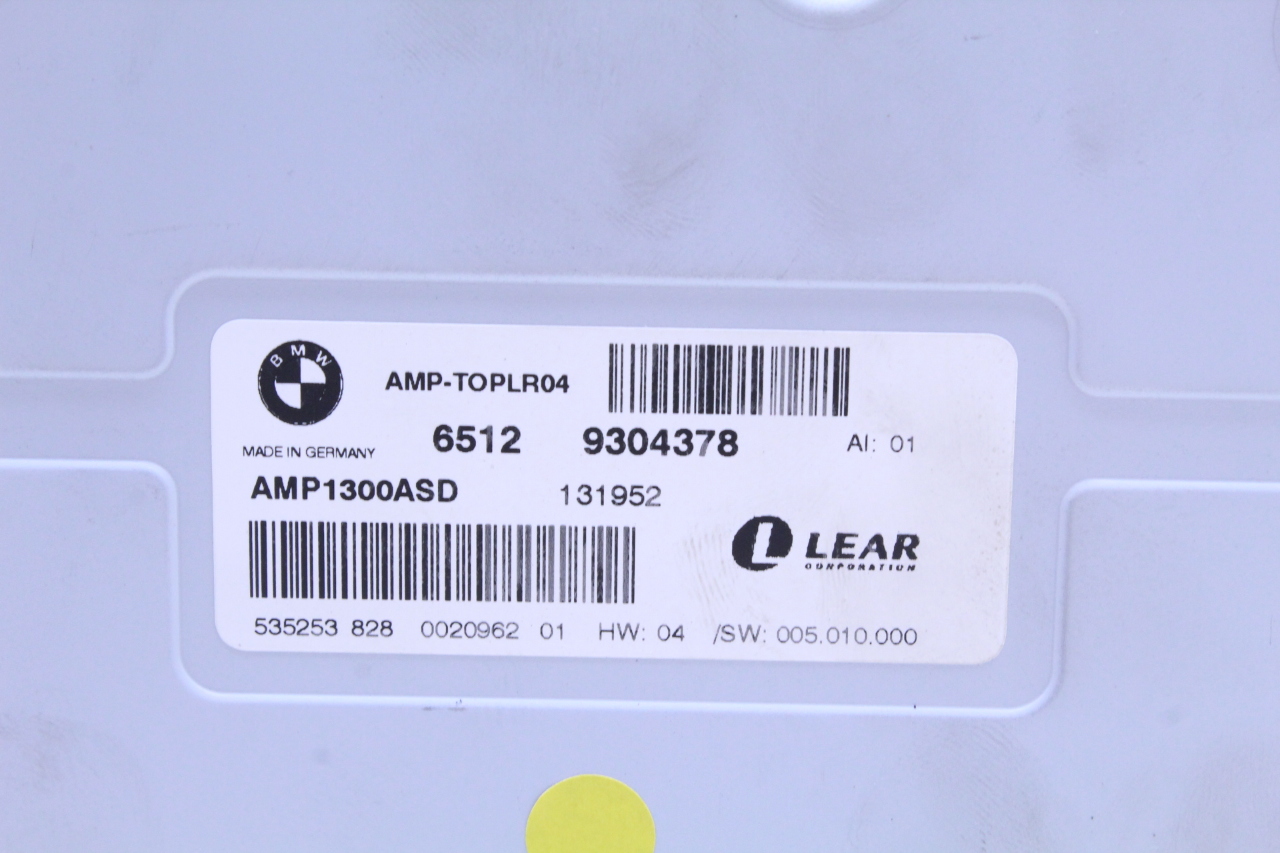 BMW
AMP-TOPLR04
6512 9304378 AI: 01
MADE IN GERMANY
AMP1300ASD 131952
LEAR
CORPORATION
535253 828 0020962 01 HW: 04 /SW: 005.010.000